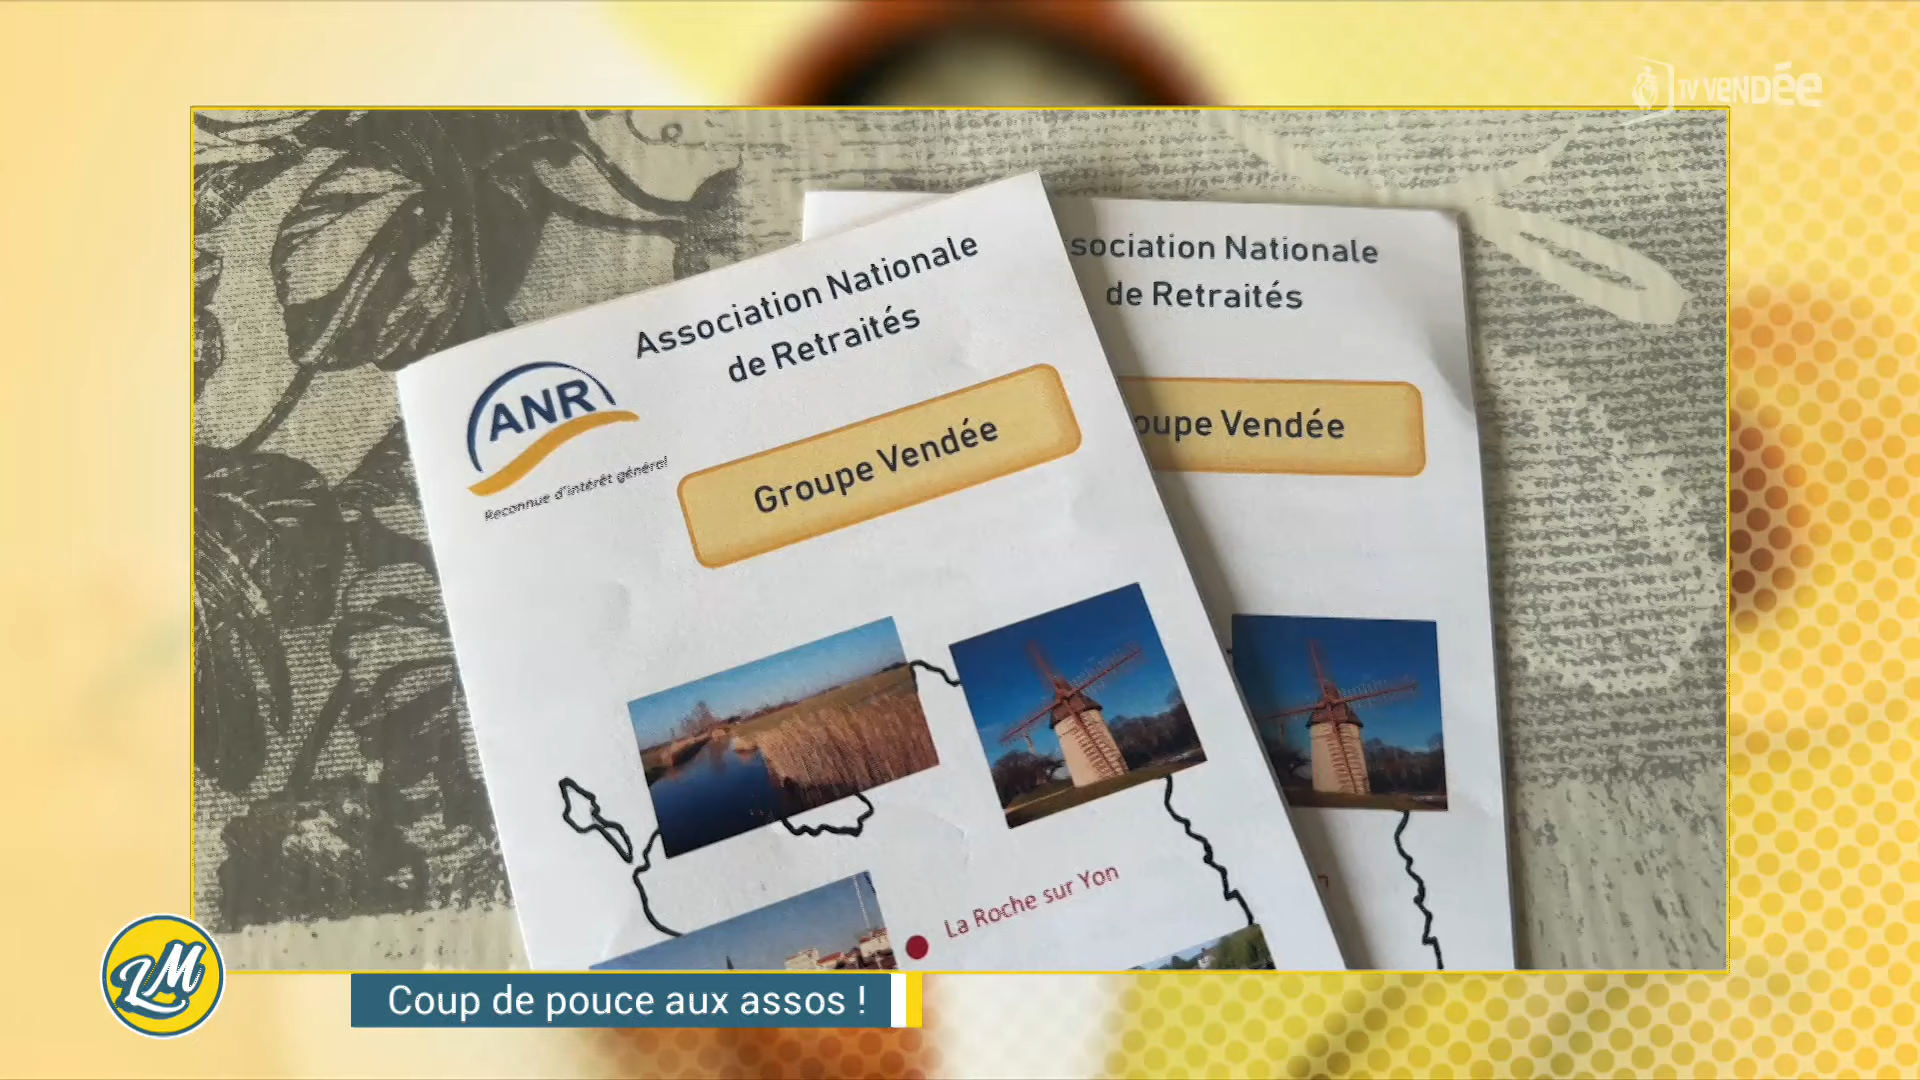 TV VENDÉE
Association Nationale
de Retraités
ANR
Reconnue d'intérêt général
Groupe Vendée
La Roche sur Yon
sociation Nationale
de Retraités
oupe Vendée
n
LM
Coup de pouce aux assos !